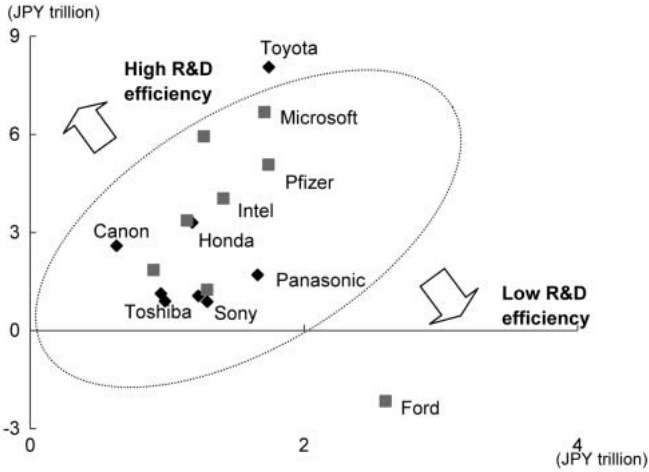 (JPY trillion)
9
Toyota
High R&D
efficiency
Microsoft
6
Pfizer
Intel
3
Canon
Honda
Panasonic
Low R&D
efficiency
Toshiba
Sony
0
Ford
-3
0
2
4
(JPY trillion)